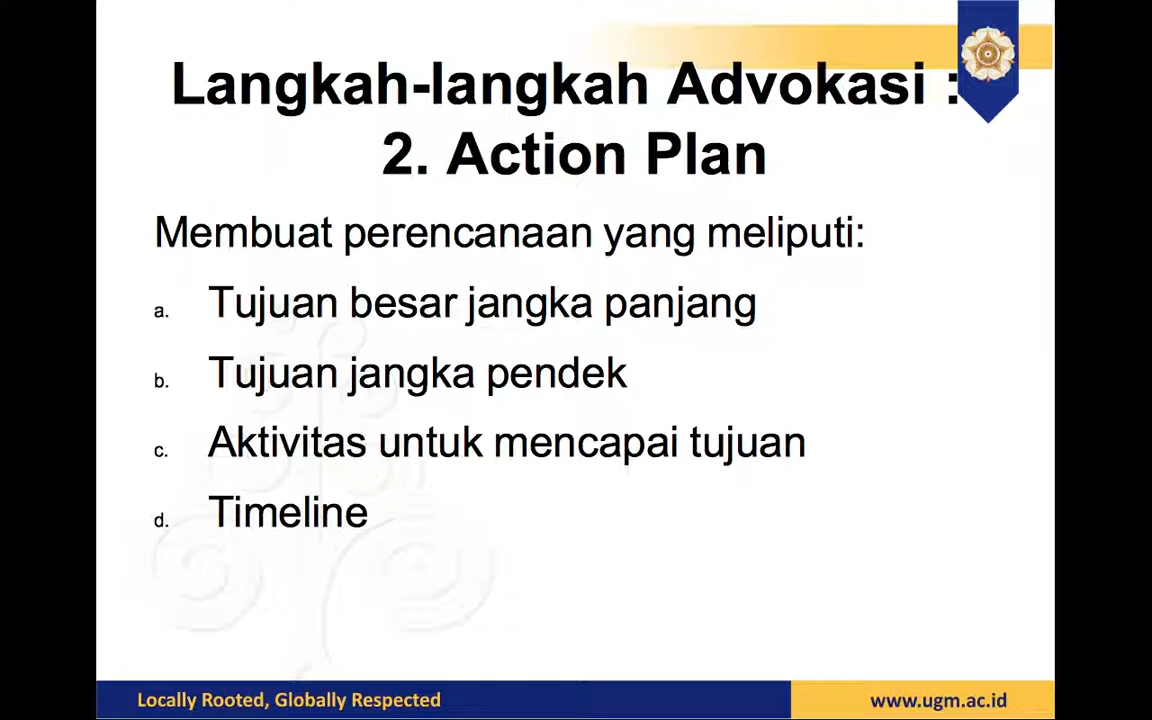 Langkah-langkah Advokasi :
2. Action Plan
Membuat perencanaan yang meliputi:
a. Tujuan besar jangka panjang
b. Tujuan jangka pendek
c. Aktivitas untuk mencapai tujuan
d. Timeline
Locally Rooted, Globally Respected
www.ugm.ac.id